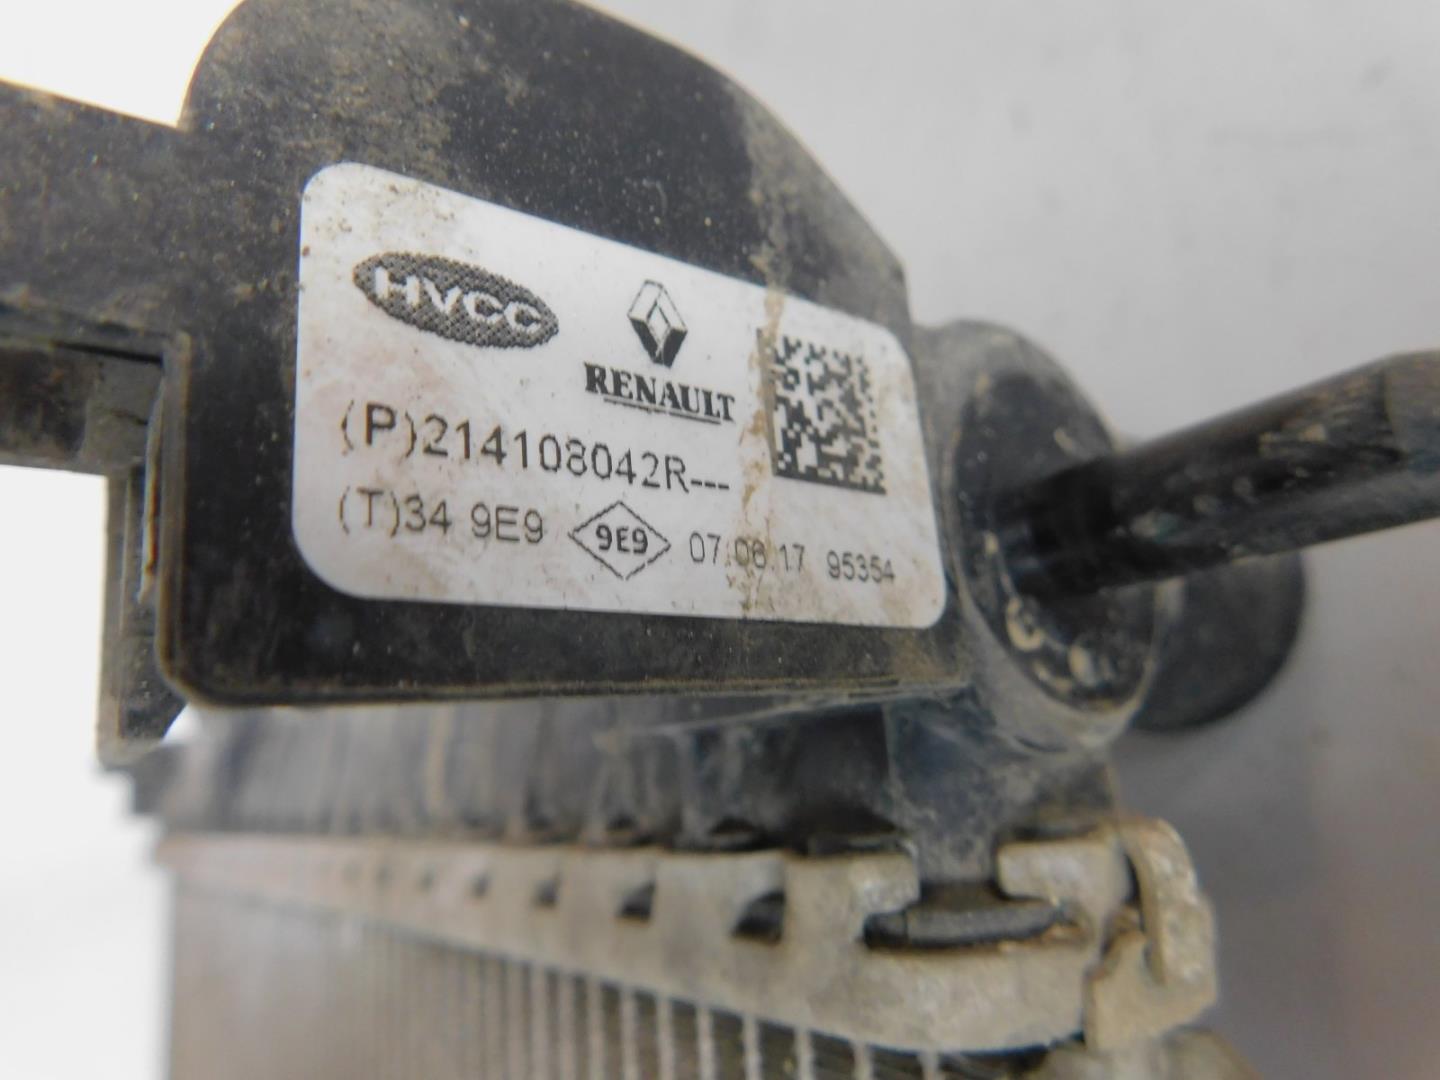 HVCC
RENAULT
(P)214108042R---
(T)34 9E9 9E9 07.06.17 95354